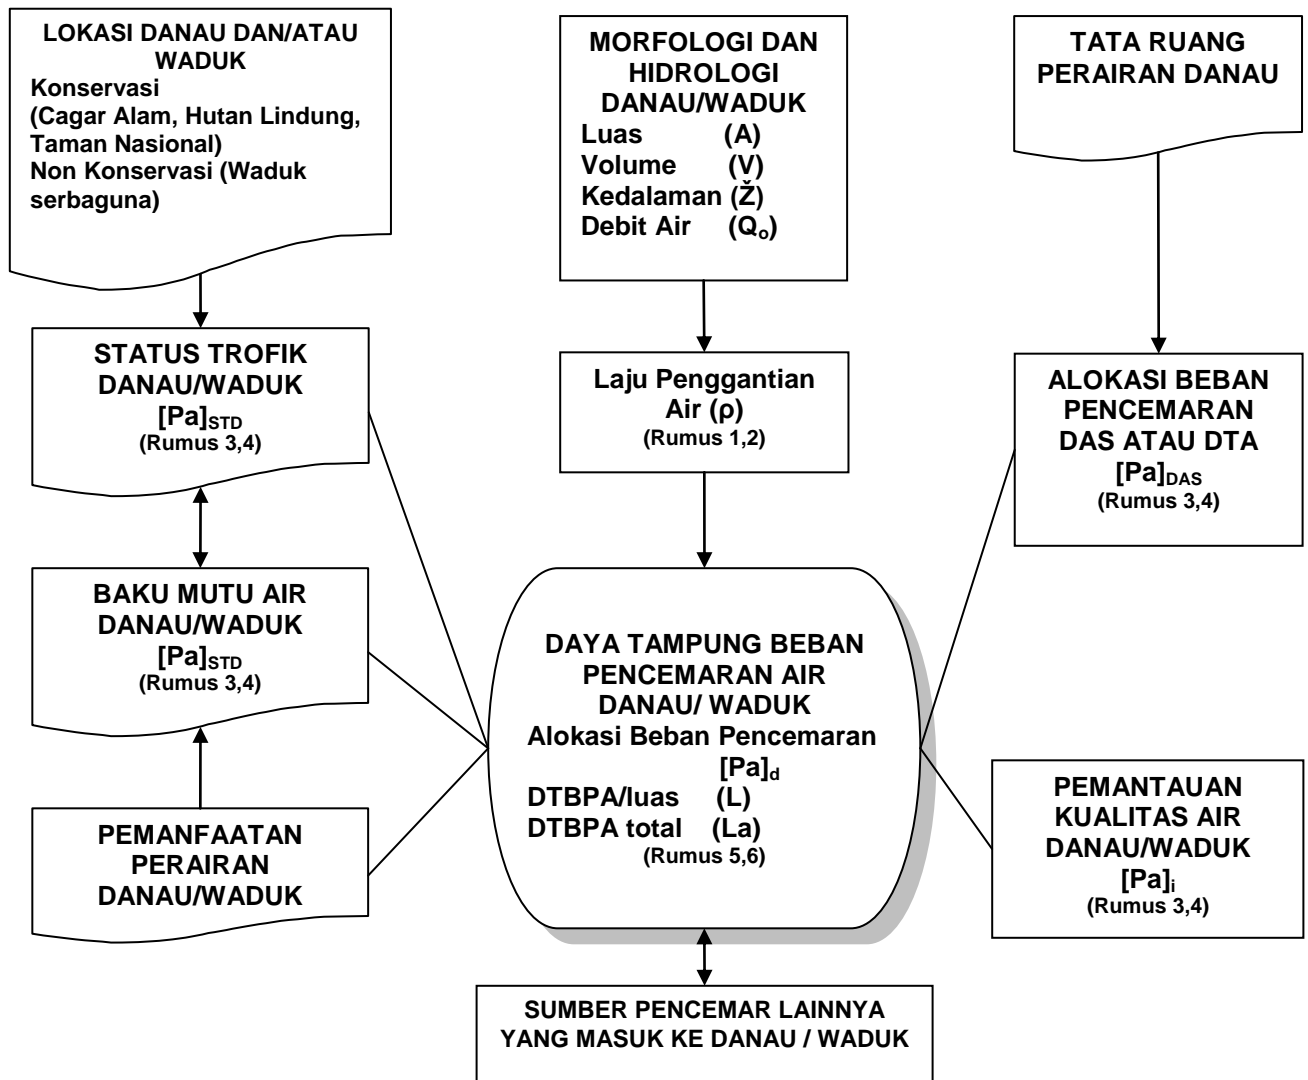 LOKASI DANAU DAN/ATAU
WADUK
Konservasi
(Cagar Alam, Hutan Lindung,
Taman Nasional)
Non Konservasi (Waduk
serbaguna)
MORFOLOGI DAN
HIDROLOGI
DANAU/WADUK
Luas (A)
Volume (V)
Kedalaman (Ž)
Debit Air (Qₒ)
TATA RUANG
PERAIRAN DANAU
STATUS TROFIK
DANAU/WADUK
[Pa]STD
(Rumus 3,4)
Laju Penggantian
Air (ρ)
(Rumus 1,2)
ALOKASI BEBAN
PENCEMARAN
DAS ATAU DTA
[Pa]DAS
(Rumus 3,4)
BAKU MUTU AIR
DANAU/WADUK
[Pa]STD
(Rumus 3,4)
DAYA TAMPUNG BEBAN
PENCEMARAN AIR
DANAU/ WADUK
Alokasi Beban Pencemaran
[Pa]d
DTBPA/luas (L)
DTBPA total (La)
(Rumus 5,6)
PEMANFAATAN
PERAIRAN
DANAU/WADUK
PEMANTAUAN
KUALITAS AIR
DANAU/WADUK
[Pa]i
(Rumus 3,4)
SUMBER PENCEMAR LAINNYA
YANG MASUK KE DANAU / WADUK